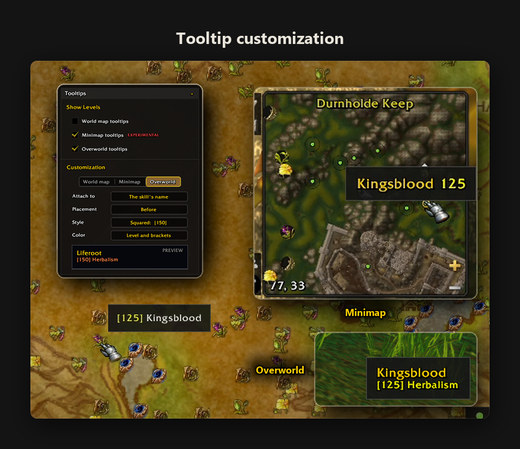 Tooltip customization
Tooltips
Show Levels
World map tooltips
Minimap tooltips EXPERIMENTAL
Overworld tooltips
Customization
World map Minimap Overworld
Attach to The skill's name
Placement Before
Style Squared: [150]
Color Level and brackets
Liferoot PREVIEW
[150] Herbalism
Durnholde Keep
Kingsblood 125
77, 33
[125] Kingsblood
Minimap
Overworld
Kingsblood
[125] Herbalism